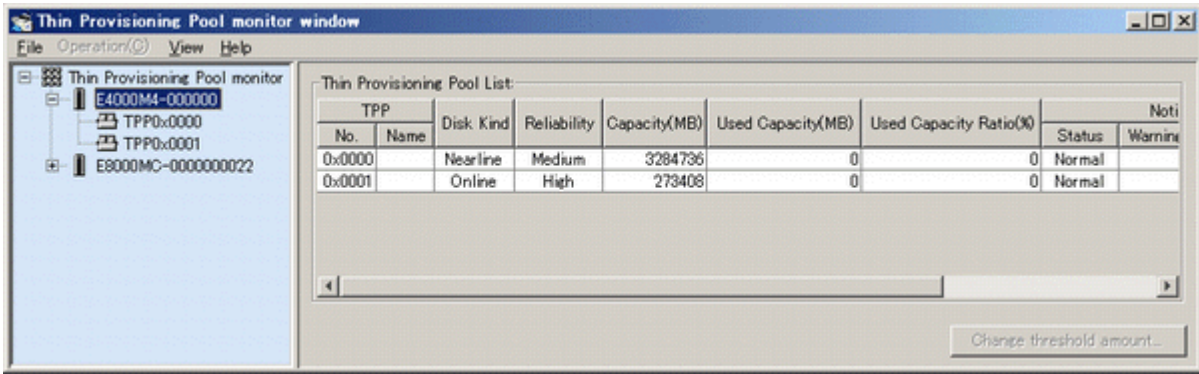 Thin Provisioning Pool monitor window
File Operation(C) View Help
Thin Provisioning Pool monitor
E4000M4-000000
TPP0x0000
TPP0x0001
E8000MC-0000000022
Thin Provisioning Pool List:
TPP Disk Kind Reliability Capacity(MB) Used Capacity(MB) Used Capacity Ratio(%) Noti
No. Name Status Warning
0x0000 Nearline Medium 3284736 0 0 Normal
0x0001 Online High 273408 0 0 Normal
Change threshold amount...